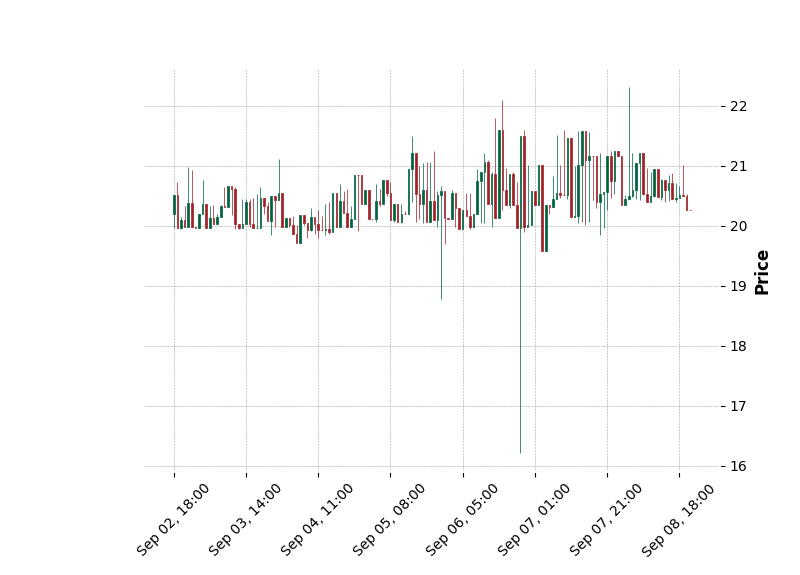 22
21
20
19
18
17
16
Price
Sep 02, 18:00
Sep 03, 14:00
Sep 04, 11:00
Sep 05, 08:00
Sep 06, 05:00
Sep 07, 01:00
Sep 07, 21:00
Sep 08, 18:00